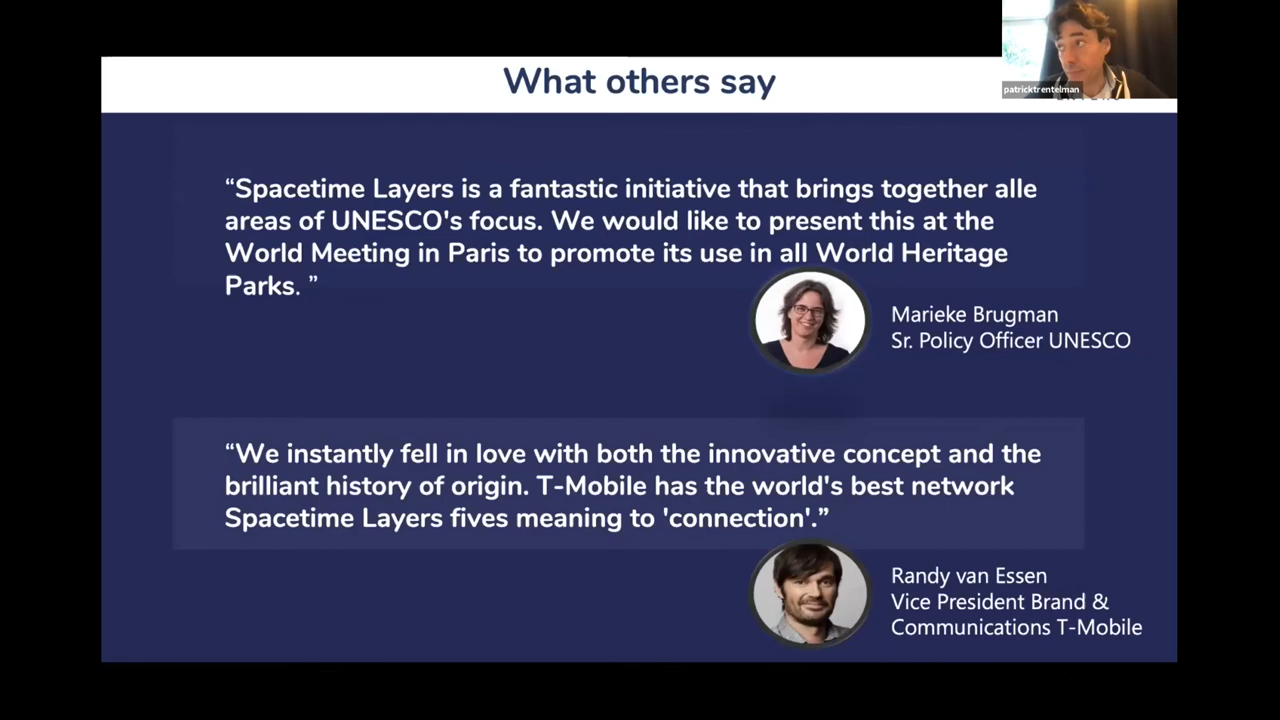 What others say
patricktrentelman
“Spacetime Layers is a fantastic initiative that brings together alle
areas of UNESCO's focus. We would like to present this at the
World Meeting in Paris to promote its use in all World Heritage
Parks. ”
Marieke Brugman
Sr. Policy Officer UNESCO
“We instantly fell in love with both the innovative concept and the
brilliant history of origin. T-Mobile has the world's best network
Spacetime Layers fives meaning to 'connection'.”
Randy van Essen
Vice President Brand &
Communications T-Mobile